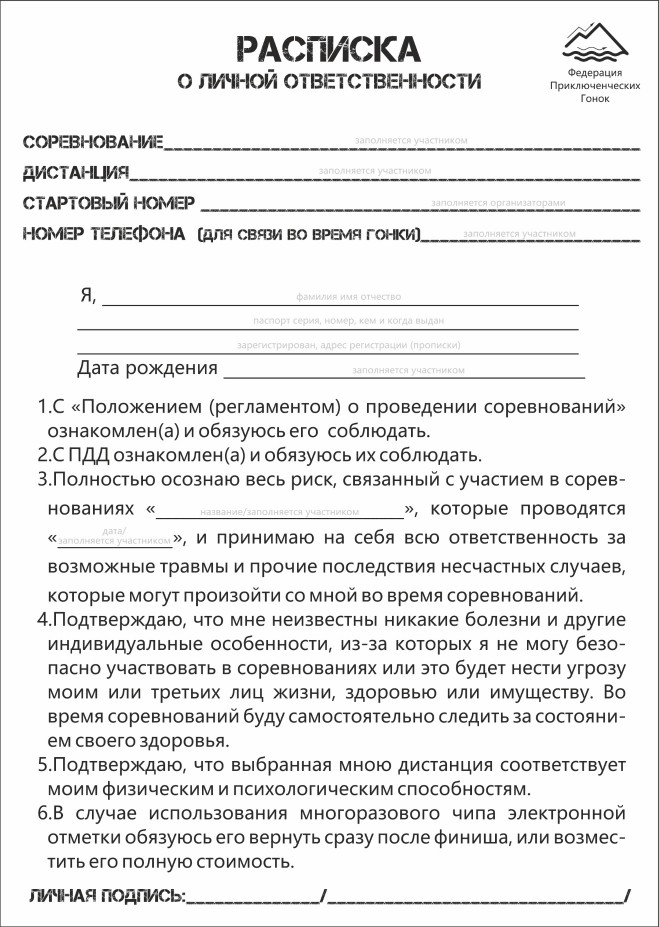 РАСПИСКА
О ЛИЧНОЙ ОТВЕТСТВЕННОСТИ
Федерация
Приключенческих
Гонок
СОРЕВНОВАНИЕ заполняется участником
ДИСТАНЦИЯ заполняется участником
СТАРТОВЫЙ НОМЕР заполняется организаторами
НОМЕР ТЕЛЕФОНА (ДЛЯ СВЯЗИ ВО ВРЕМЯ ГОНКИ) заполняется участником
Я, фамилия имя отчество
паспорт серия, номер, кем и когда выдан
зарегистрирован, адрес регистрации (прописки)
Дата рождения заполняется участником
1.С «Положением (регламентом) о проведении соревнований»
ознакомлен(а) и обязуюсь его соблюдать.
2.С ПДД ознакомлен(а) и обязуюсь их соблюдать.
3.Полностью осознаю весь риск, связанный с участием в сорев-
нованиях «название/заполняется участником», которые проводятся
дата/
«заполняется участником», и принимаю на себя всю ответственность за
возможные травмы и прочие последствия несчастных случаев,
которые могут произойти со мной во время соревнований.
4.Подтверждаю, что мне неизвестны никакие болезни и другие
индивидуальные особенности, из-за которых я не могу безо-
пасно участвовать в соревнованиях или это будет нести угрозу
моим или третьих лиц жизни, здоровью или имуществу. Во
время соревнований буду самостоятельно следить за состояни-
ем своего здоровья.
5.Подтверждаю, что выбранная мною дистанция соответствует
моим физическим и психологическим способностям.
6.В случае использования многоразового чипа электронной
отметки обязуюсь его вернуть сразу после финиша, или возмес-
тить его полную стоимость.
ЛИЧНАЯ ПОДПИСЬ:____________/__________________________/